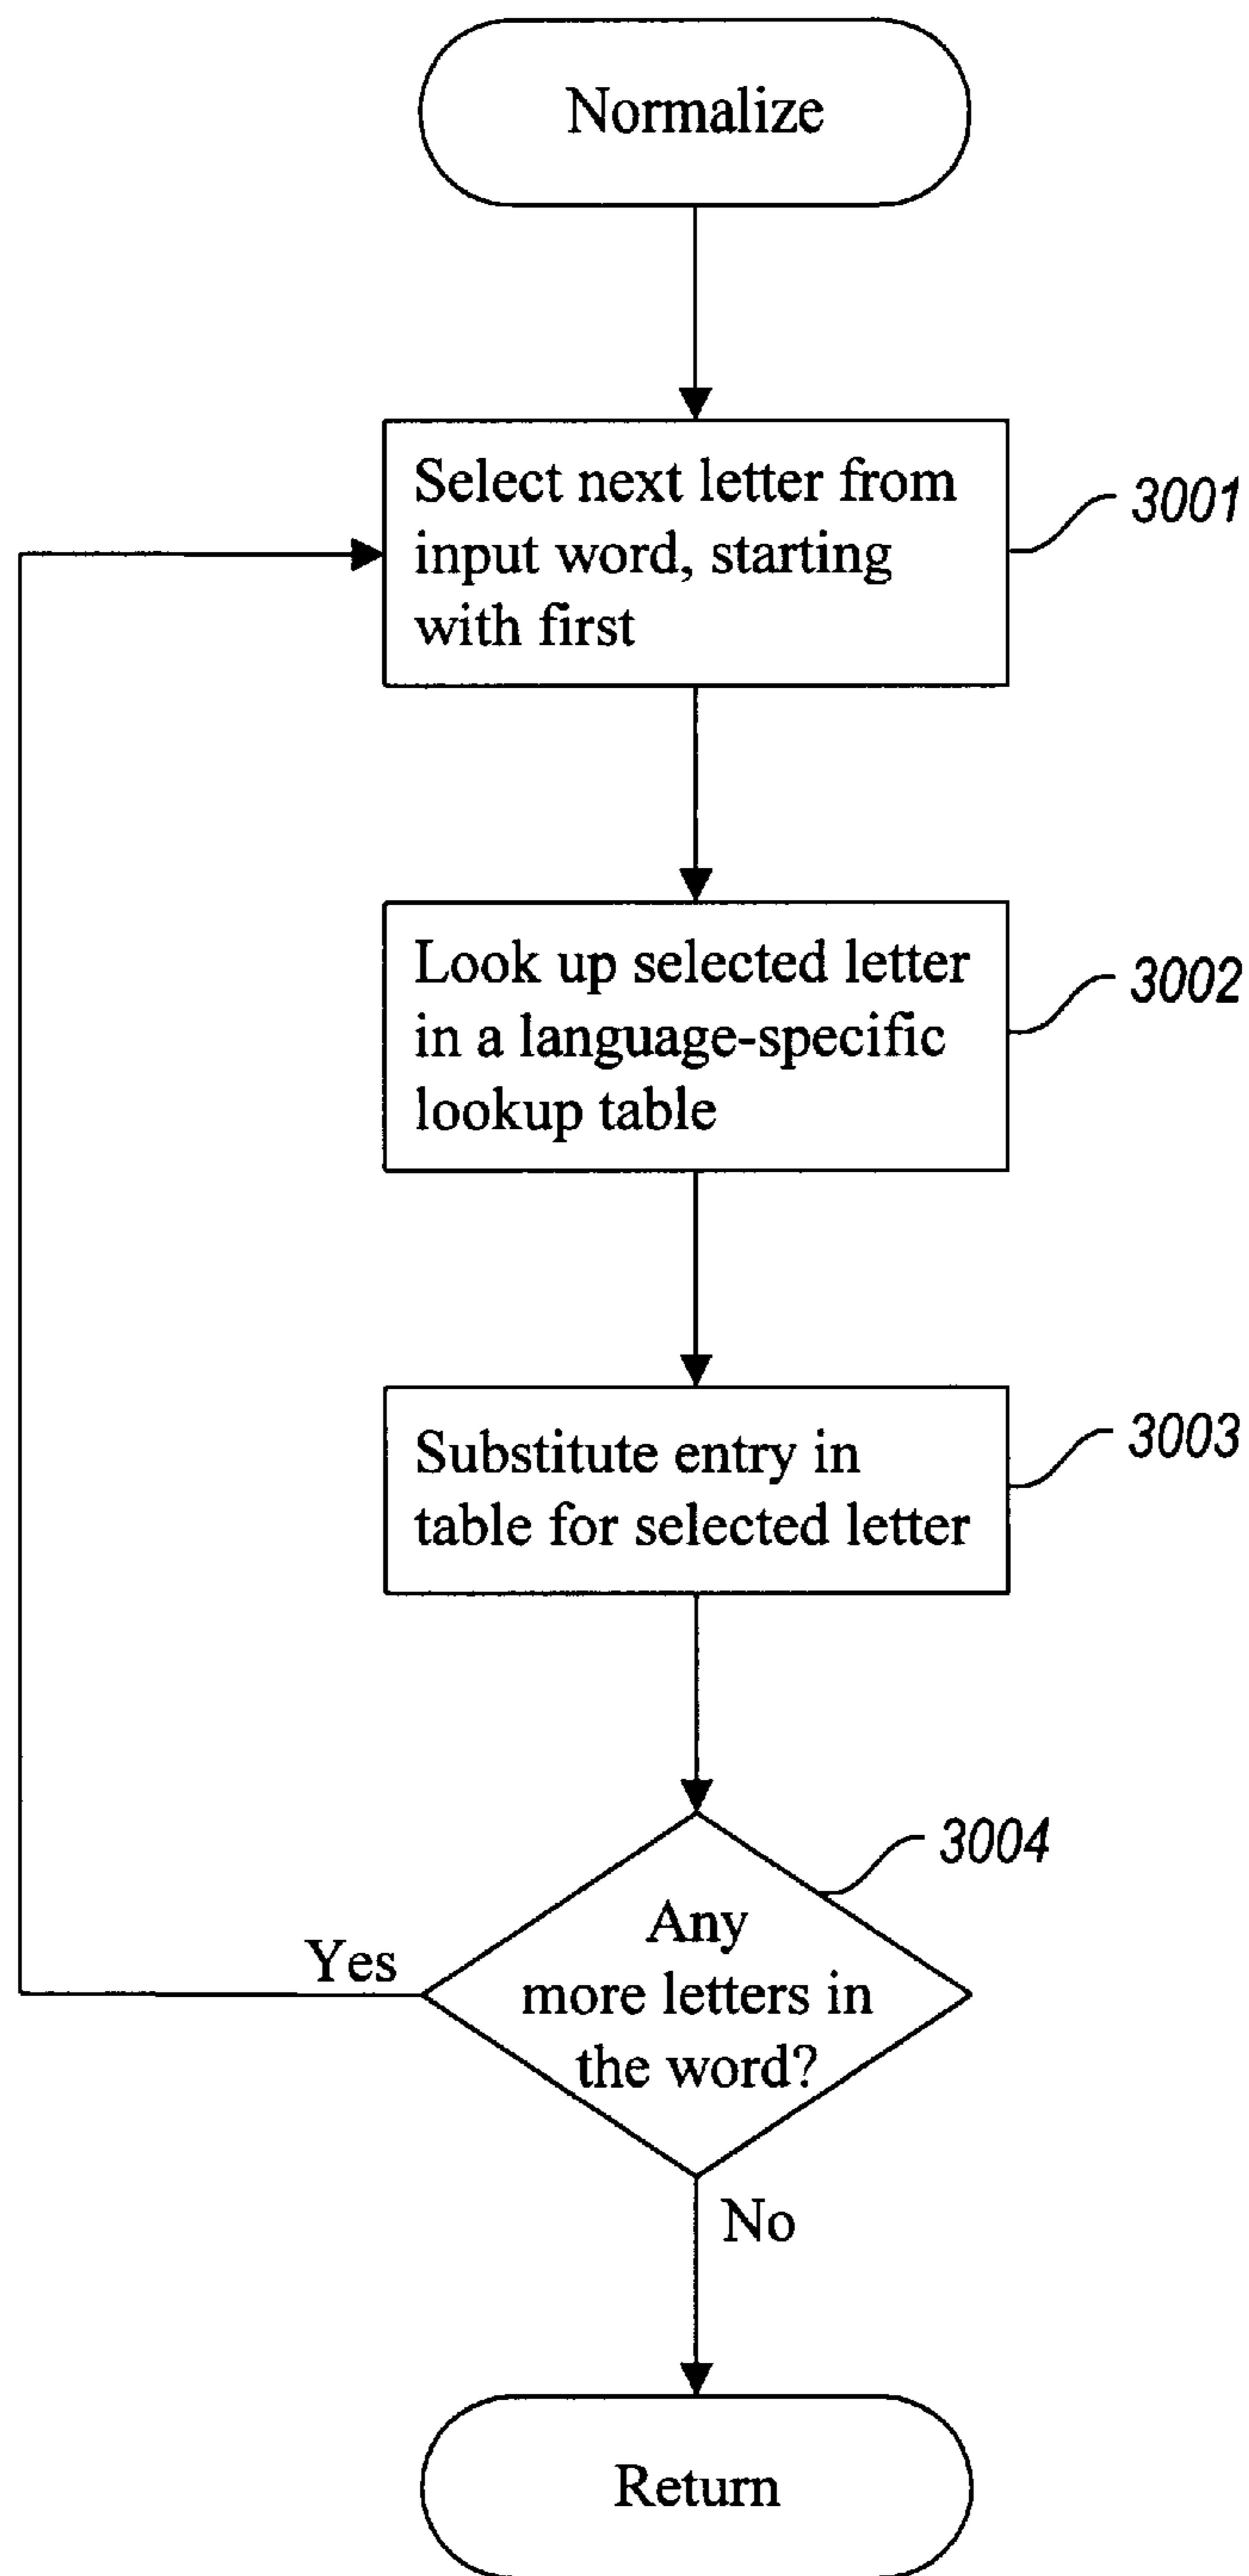 Normalize
Select next letter from
input word, starting
with first
3001
Look up selected letter
in a language-specific
lookup table
3002
Substitute entry in
table for selected letter
3003
3004
Any
more letters in
the word?
Yes
No
Return